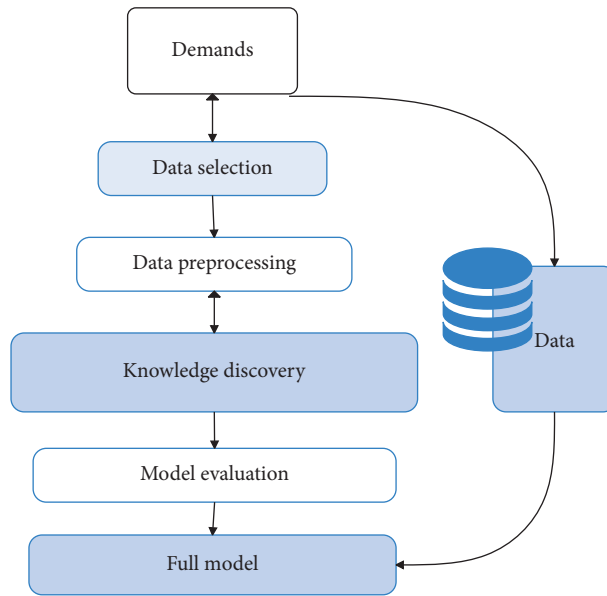 Demands
Data selection
Data preprocessing
Knowledge discovery
Data
Model evaluation
Full model